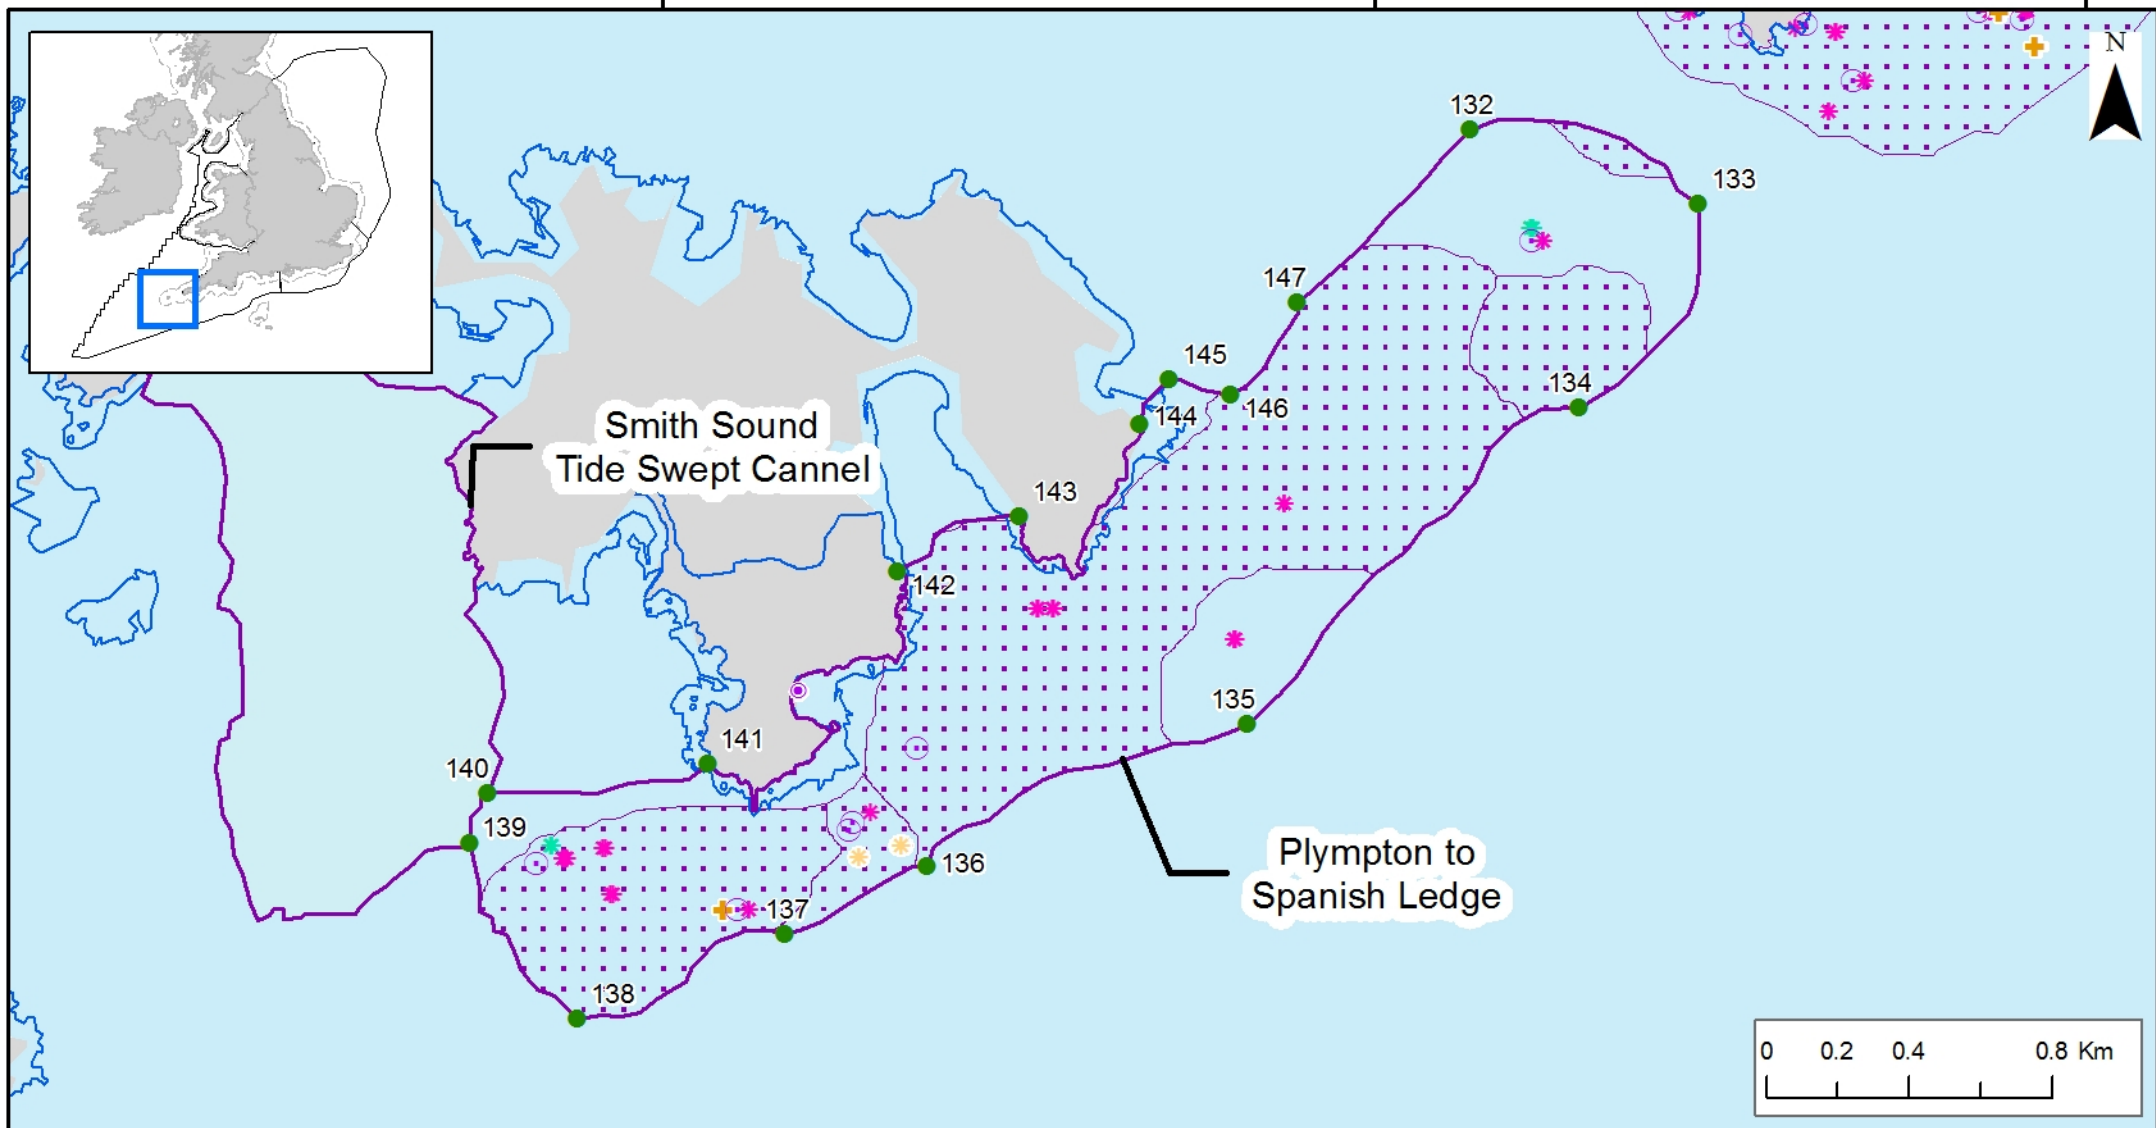 N
132
133
147
134
145
146
144
143
Smith Sound
Tide Swept Cannel
142
135
141
140
139
136
137
138
Plympton to
Spanish Ledge
0 0.2 0.4 0.8 Km